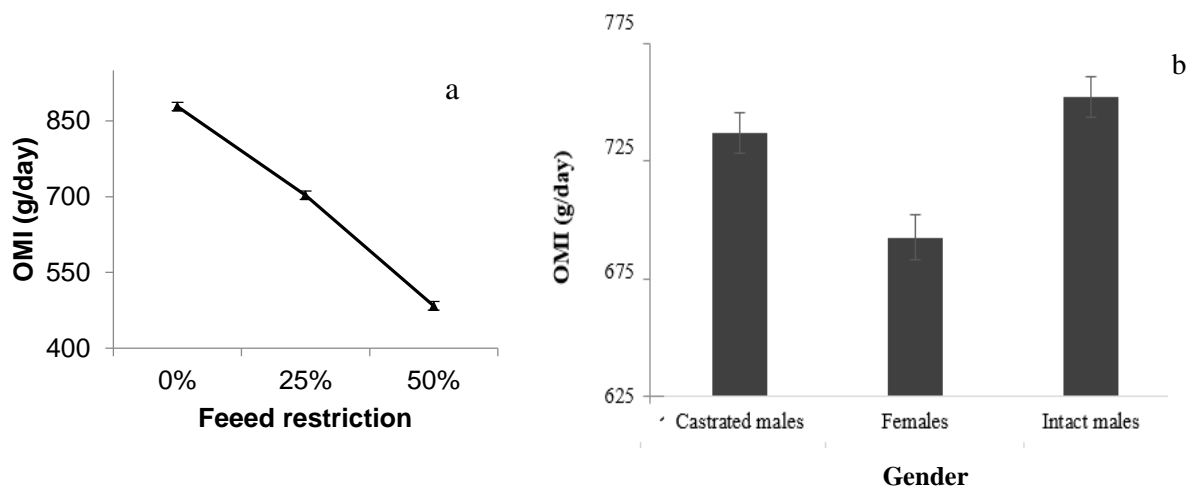 a
850
700
550
400
OMI (g/day)
0% 25% 50%
Feeed restriction
b
775
725
675
625
OMI (g/day)
Castrated males Females Intact males
Gender